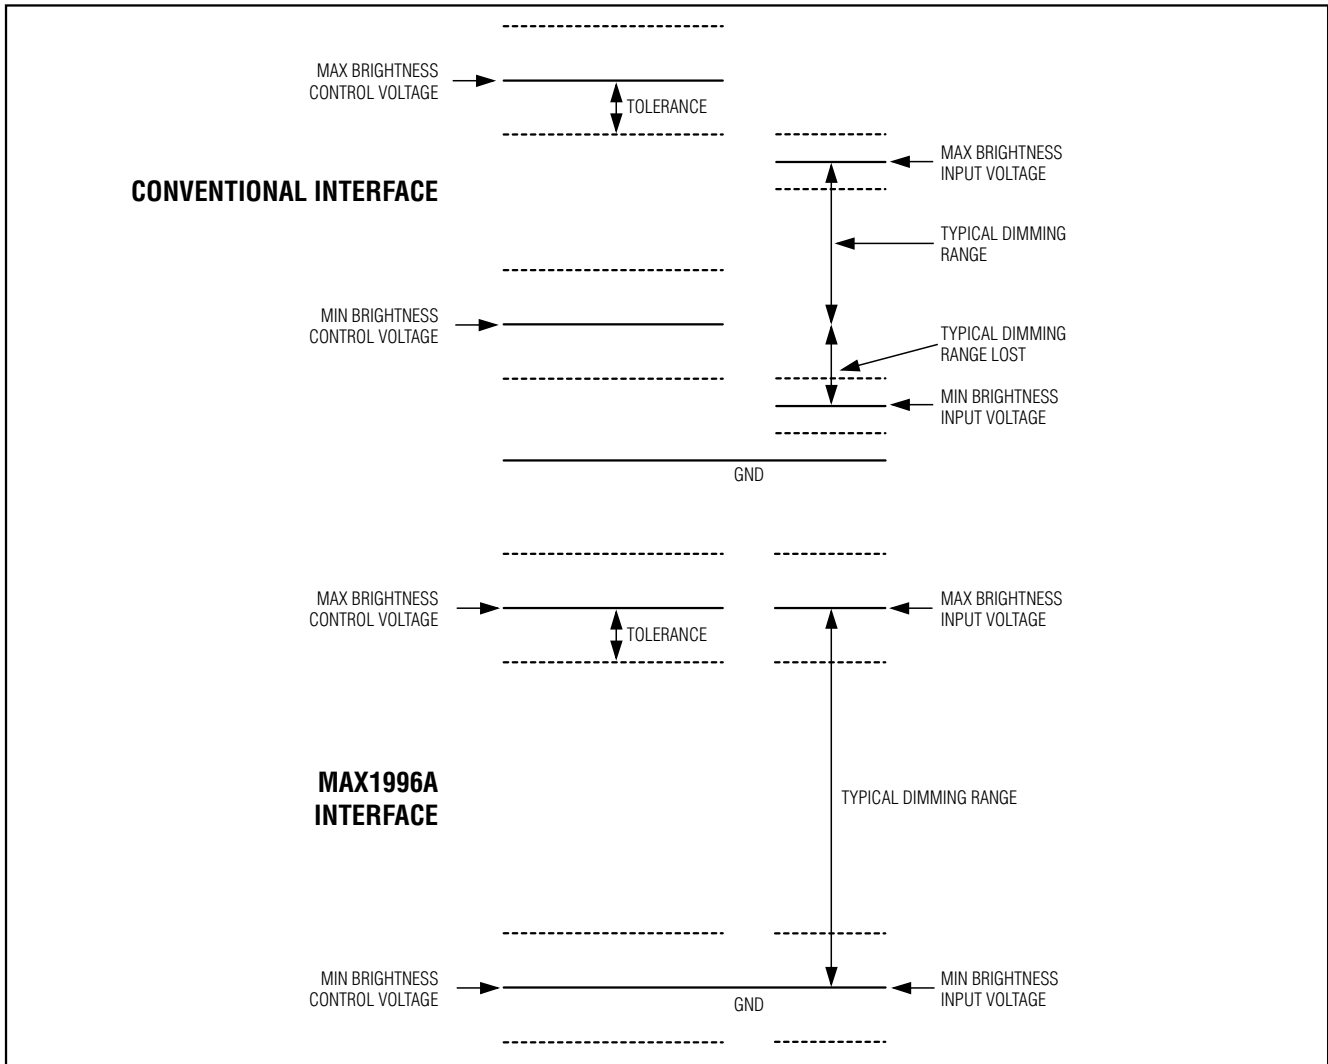 MAX BRIGHTNESS
CONTROL VOLTAGE
TOLERANCE
MAX BRIGHTNESS
INPUT VOLTAGE
CONVENTIONAL INTERFACE
TYPICAL DIMMING
RANGE
MIN BRIGHTNESS
CONTROL VOLTAGE
TYPICAL DIMMING
RANGE LOST
MIN BRIGHTNESS
INPUT VOLTAGE
GND
MAX BRIGHTNESS
CONTROL VOLTAGE
TOLERANCE
MAX BRIGHTNESS
INPUT VOLTAGE
MAX1996A
INTERFACE
TYPICAL DIMMING RANGE
MIN BRIGHTNESS
CONTROL VOLTAGE
GND
MIN BRIGHTNESS
INPUT VOLTAGE